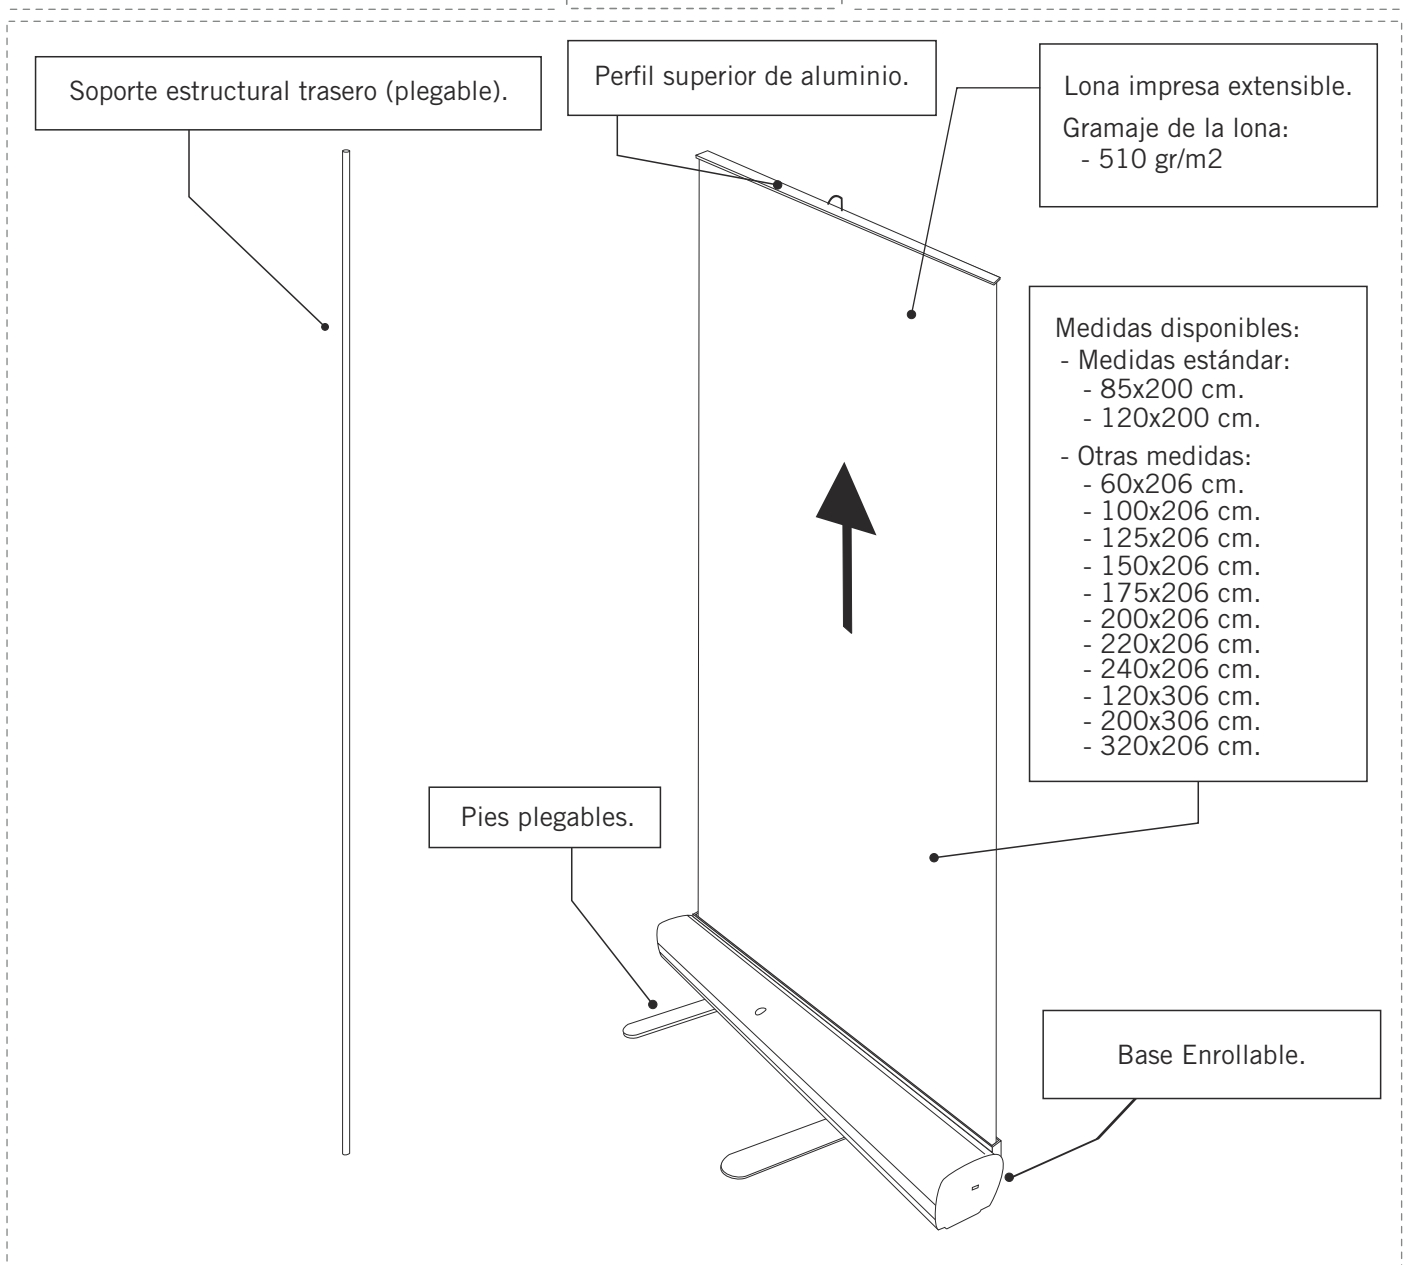 Soporte estructural trasero (plegable).
Perfil superior de aluminio.
Lona impresa extensible.
Gramaje de la lona:
- 510 gr/m2
Medidas disponibles:
- Medidas estándar:
- 85x200 cm.
- 120x200 cm.
- Otras medidas:
- 60x206 cm.
- 100x206 cm.
- 125x206 cm.
- 150x206 cm.
- 175x206 cm.
- 200x206 cm.
- 220x206 cm.
- 240x206 cm.
- 120x306 cm.
- 200x306 cm.
- 320x206 cm.
Pies plegables.
Base Enrollable.